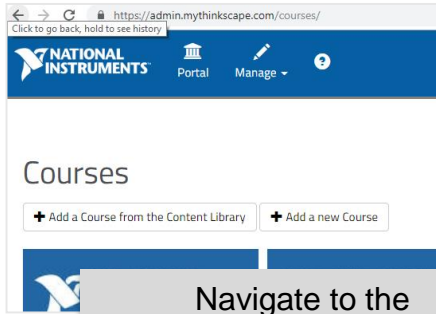 https://admin.mythinkscape.com/courses/
Click to go back, hold to see history
NATIONAL
INSTRUMENTS
Portal
Manage
?
Courses
+ Add a Course from the Content Library
+ Add a new Course
Navigate to the